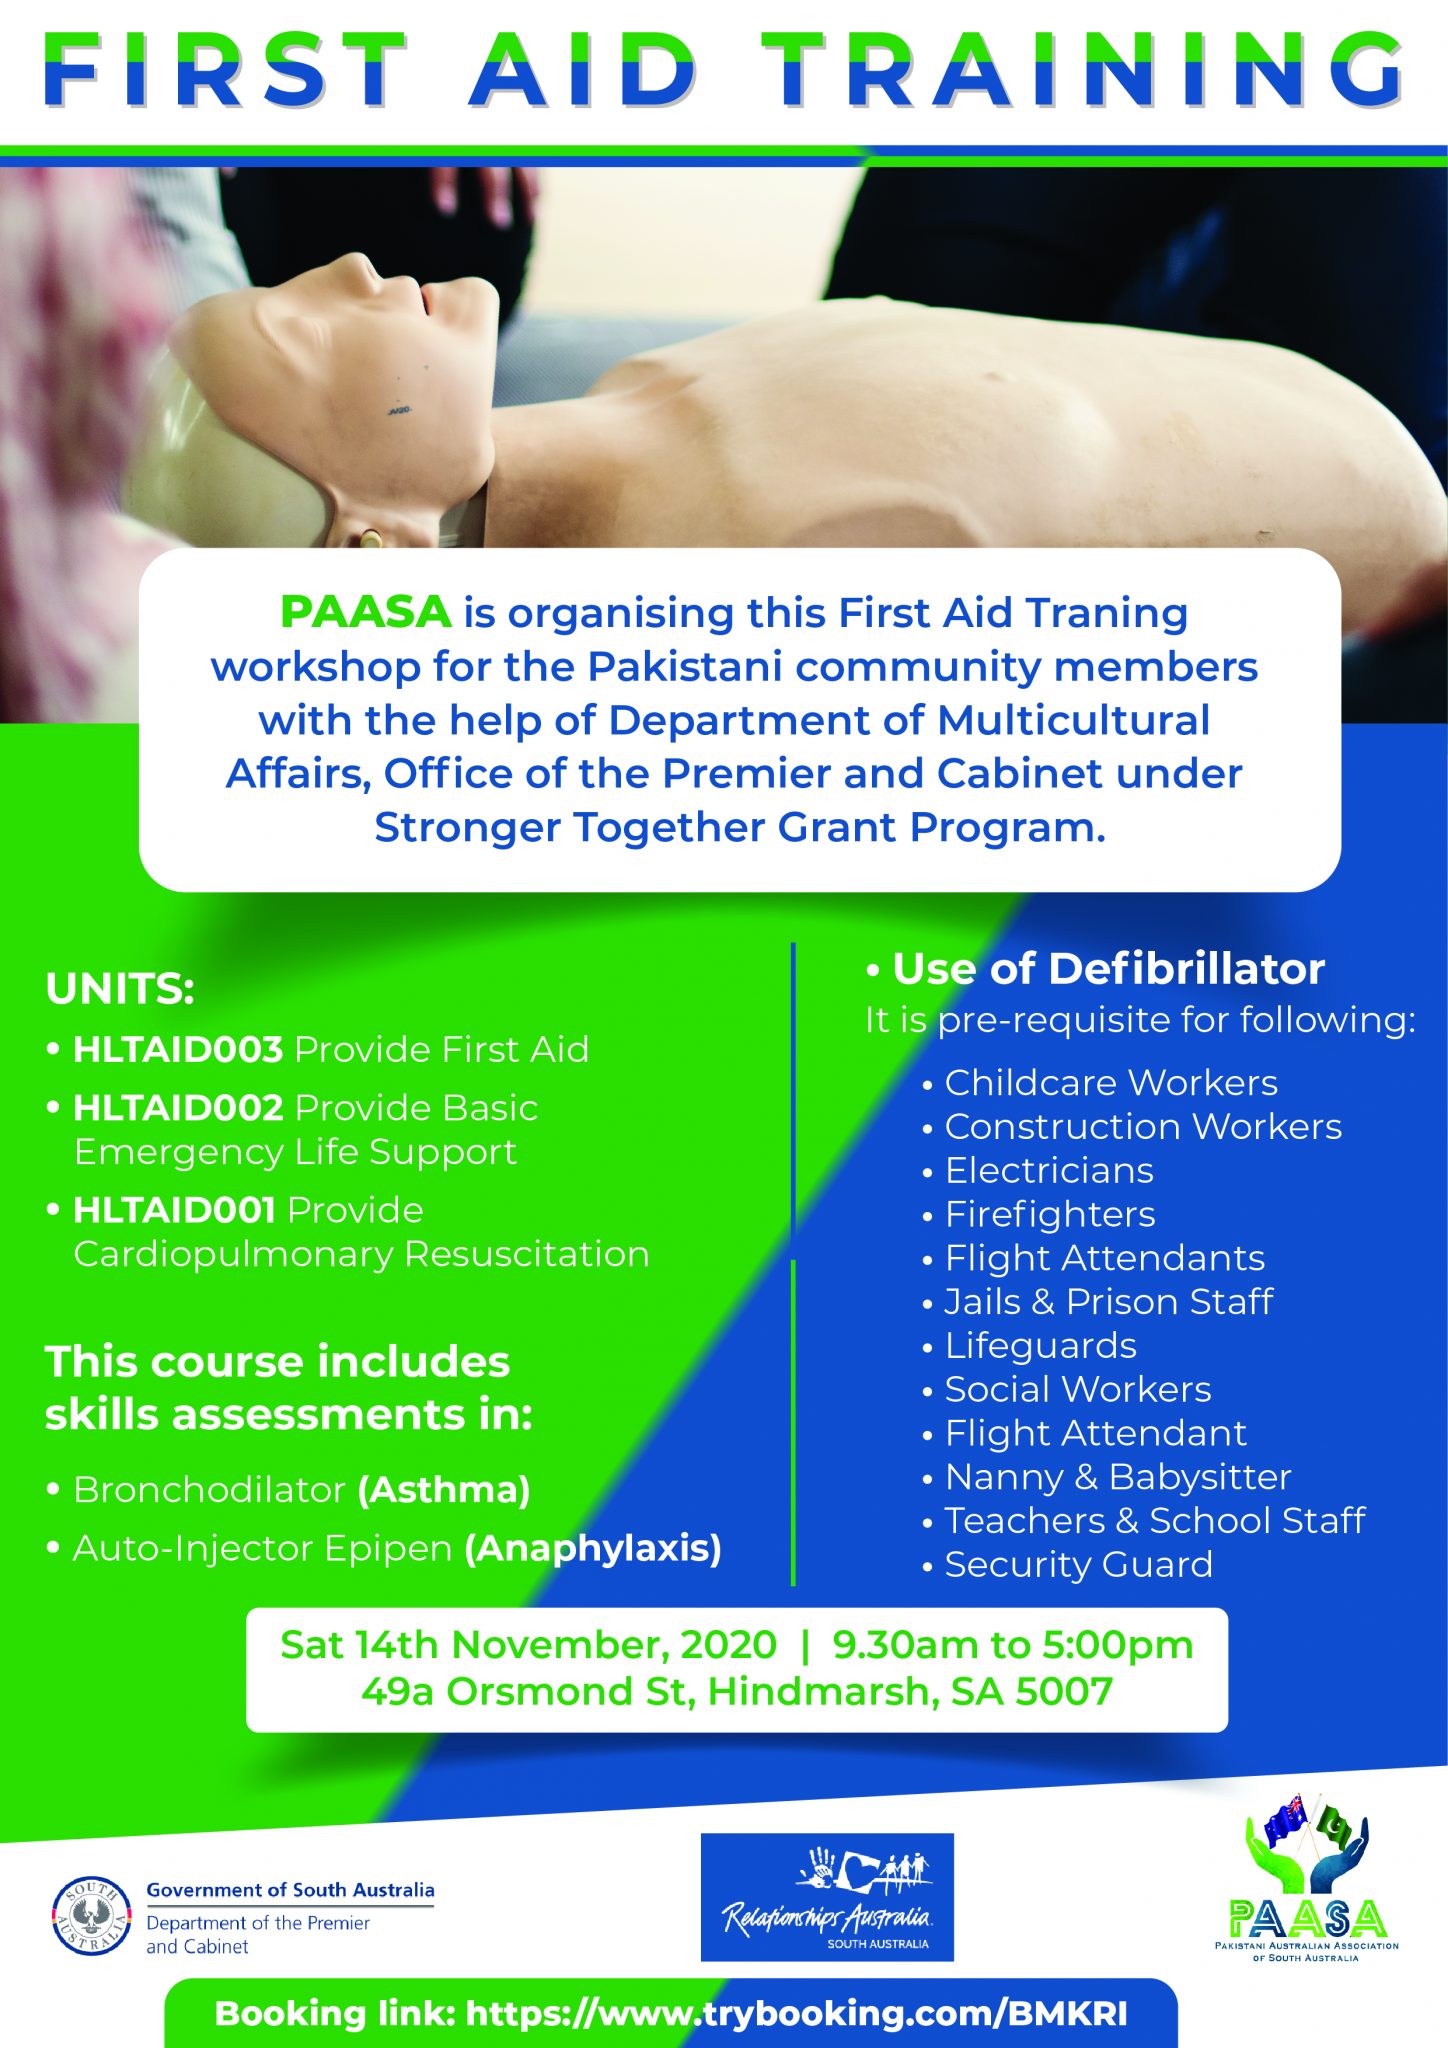 FIRST AID TRAINING
PAASA is organising this First Aid Traning
workshop for the Pakistani community members
with the help of Department of Multicultural
Affairs, Office of the Premier and Cabinet under
Stronger Together Grant Program.
UNITS:
• HLTAID003 Provide First Aid
• HLTAID002 Provide Basic
Emergency Life Support
• HLTAID001 Provide
Cardiopulmonary Resuscitation
This course includes
skills assessments in:
• Bronchodilator (Asthma)
• Auto-Injector Epipen (Anaphylaxis)
• Use of Defibrillator
It is pre-requisite for following:
• Childcare Workers
• Construction Workers
• Electricians
• Firefighters
• Flight Attendants
• Jails & Prison Staff
• Lifeguards
• Social Workers
• Flight Attendant
• Nanny & Babysitter
• Teachers & School Staff
• Security Guard
Sat 14th November, 2020 | 9.30am to 5:00pm
49a Orsmond St, Hindmarsh, SA 5007
SOUTH AUSTRALIA
Government of South Australia
Department of the Premier
and Cabinet
Relationships Australia.
SOUTH AUSTRALIA
PAASA
PAKISTANI AUSTRALIAN ASSOCIATION
OF SOUTH AUSTRALIA
Booking link: https://www.trybooking.com/BMKRI